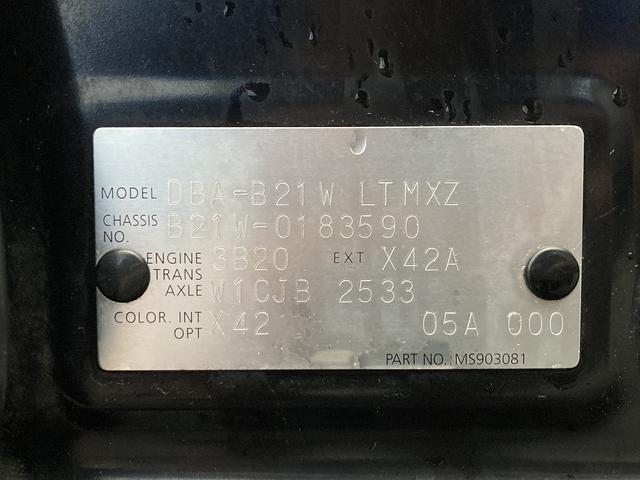 MODEL DBA-B21W LTMXZ
CHASSIS NO. B21W-0183590
ENGINE 3B20 EXT X42A
TRANS AXLE W1CJB 2533
COLOR. INT OPT X42 05A 000
PART NO.:MS903081